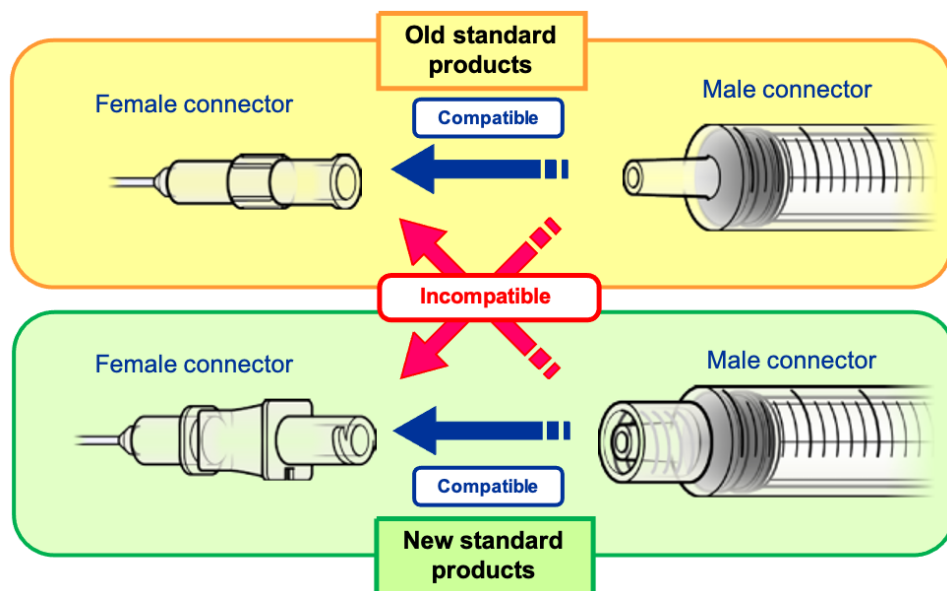 Old standard
products
Female connector
Compatible
Male connector
Incompatible
Female connector
Male connector
Compatible
New standard
products